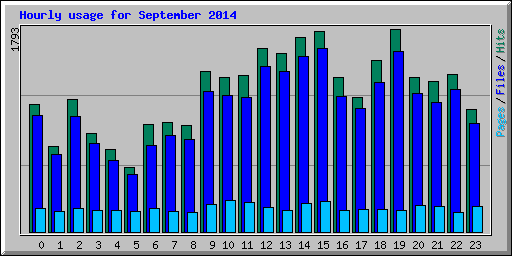 Hourly usage for September 2014
1793
Pages / Files / Hits
0 1 2 3 4 5 6 7 8 9 10 11 12 13 14 15 16 17 18 19 20 21 22 23